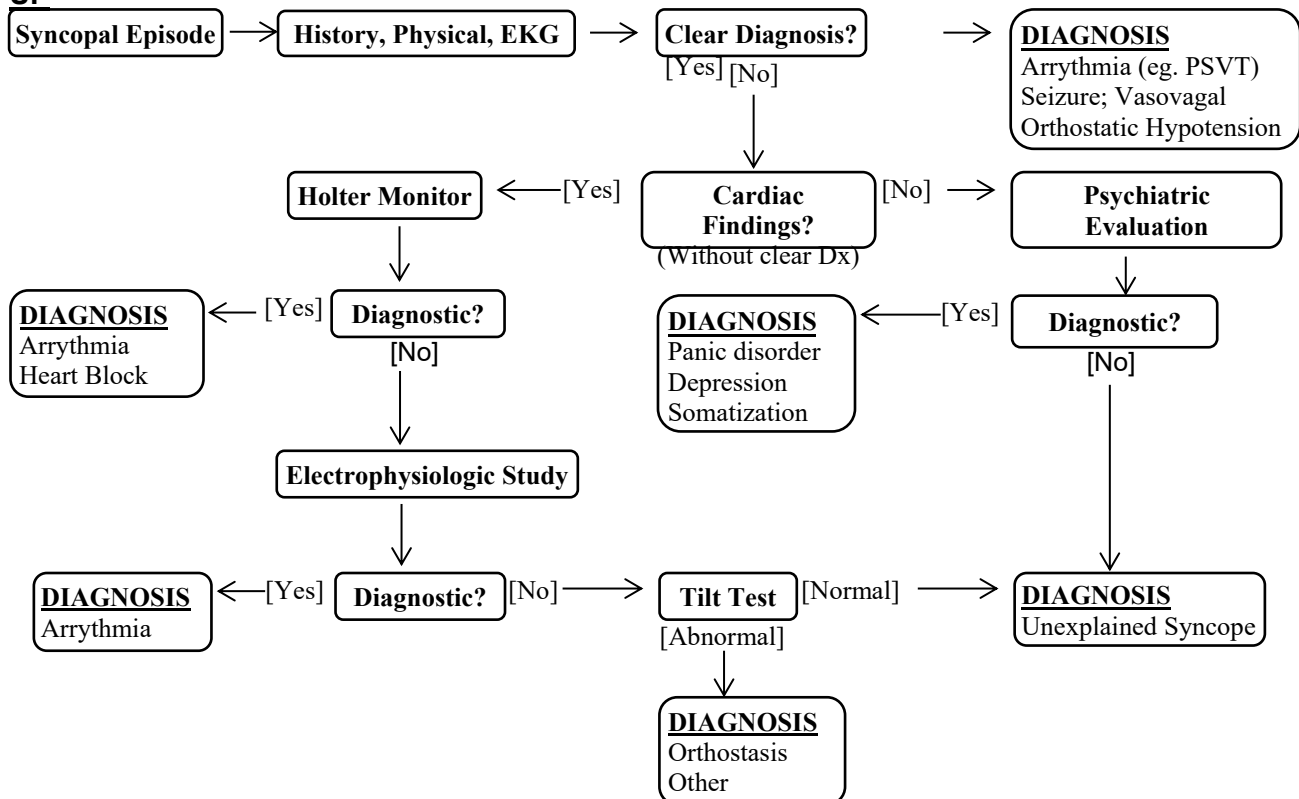 Syncopal Episode
History, Physical, EKG
Clear Diagnosis?
[Yes]
[No]
DIAGNOSIS
Arrythmia (eg. PSVT)
Seizure; Vasovagal
Orthostatic Hypotension
Holter Monitor
[Yes]
Cardiac
Findings?
(Without clear Dx)
[No]
Psychiatric
Evaluation
DIAGNOSIS
Arrythmia
Heart Block
[Yes]
Diagnostic?
[No]
DIAGNOSIS
Panic disorder
Depression
Somatization
[Yes]
Diagnostic?
[No]
Electrophysiologic Study
DIAGNOSIS
Arrythmia
[Yes]
Diagnostic?
[No]
Tilt Test
[Normal]
[Abnormal]
DIAGNOSIS
Unexplained Syncope
DIAGNOSIS
Orthostasis
Other